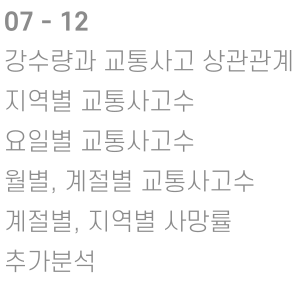 07 - 12
강수량과 교통사고 상관관계
지역별 교통사고수
요일별 교통사고수
월별, 계절별 교통사고수
계절별, 지역별 사망률
추가분석